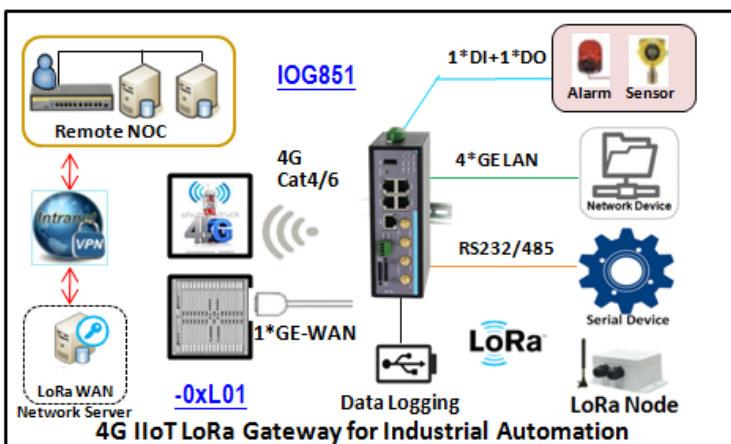 IOG851
1*DI+1*DO
Alarm
Sensor
Remote NOC
4G
Cat4/6
4*GE LAN
Network Device
Intranet
VPN
4G
RS232/485
Serial Device
1*GE-WAN
LoRa
LoRa WAN
Network Server
-0xL01
Data Logging
LoRa Node
4G IIoT LoRa Gateway for Industrial Automation